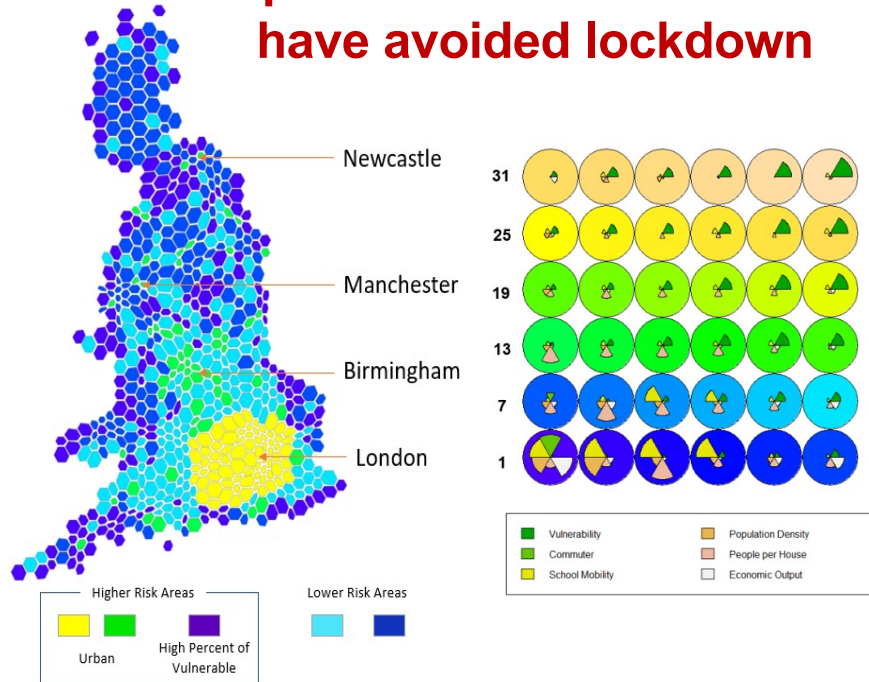 have avoided lockdown
Newcastle
Manchester
Birmingham
London
31
25
19
13
7
1
Vulnerability
Commuter
School Mobility
Population Density
People per House
Economic Output
Higher Risk Areas
Urban
High Percent of
Vulnerable
Lower Risk Areas